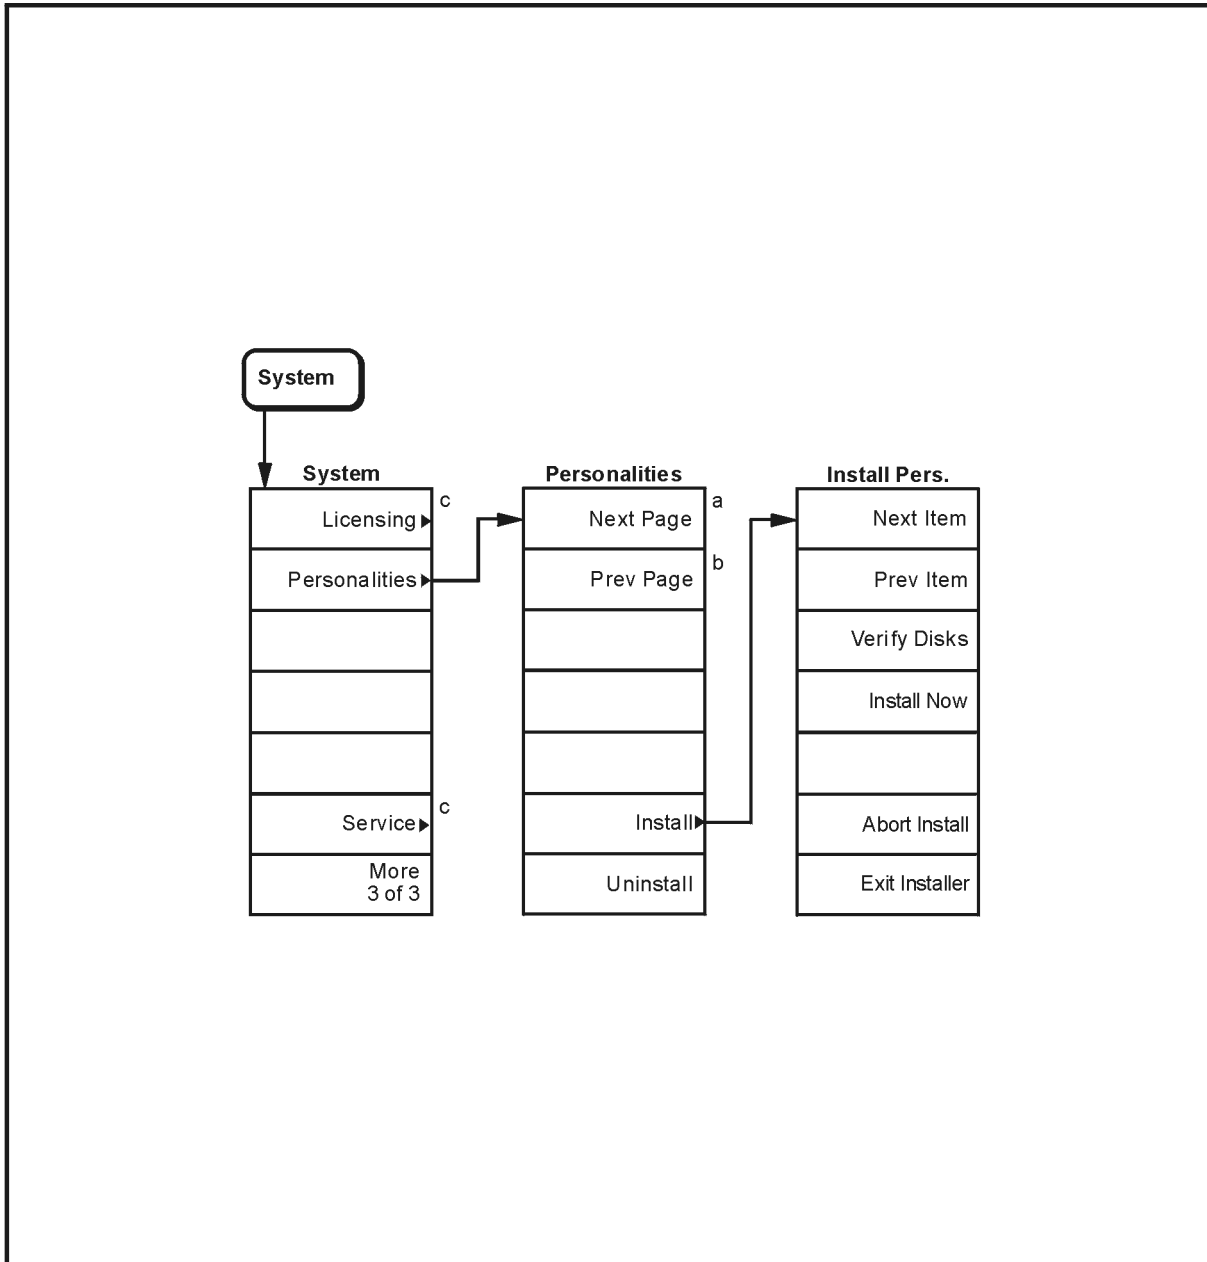 System
System
Licensing
c
Personalities
Service
c
More
3 of 3
Personalities
Next Page
a
Prev Page
b
Install
Uninstall
Install Pers.
Next Item
Prev Item
Verify Disks
Install Now
Abort Install
Exit Installer